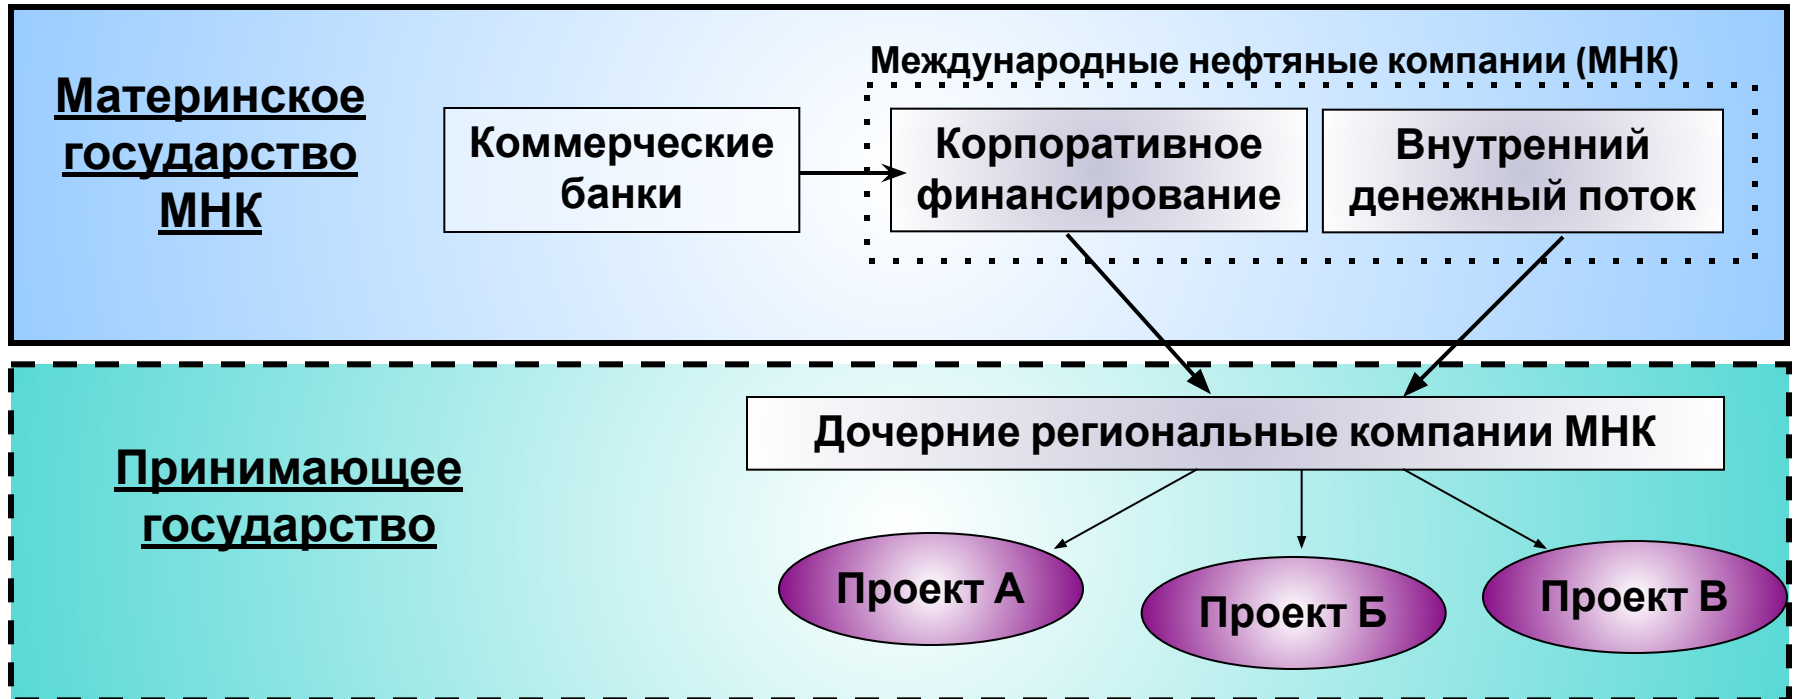 Международные нефтяные компании (МНК)
Материнское
государство
МНК
Коммерческие
банки
Корпоративное
финансирование
Внутренний
денежный поток
Дочерние региональные компании МНК
Принимающее
государство
Проект А
Проект Б
Проект В